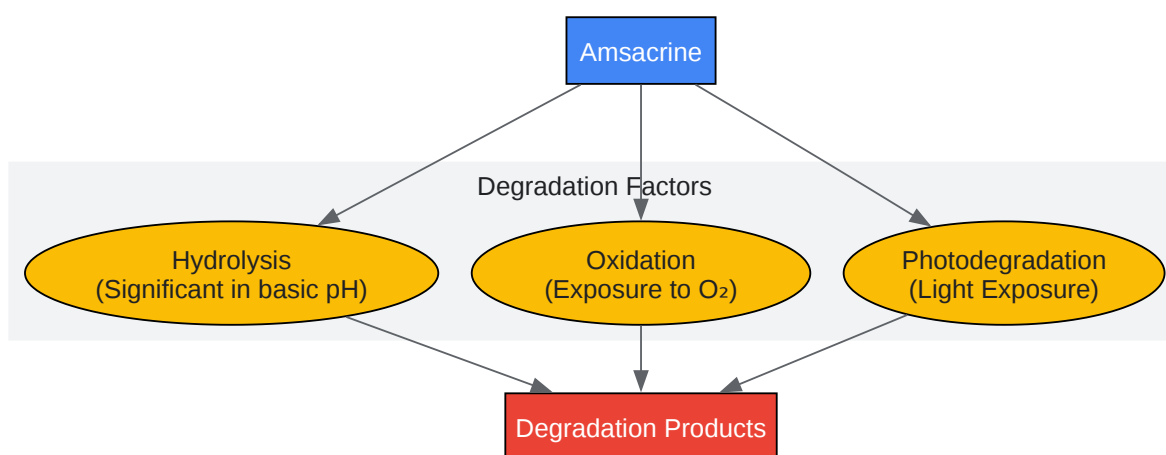 Amsacrine
Degradation Factors
Hydrolysis
(Significant in basic pH)
Oxidation
(Exposure to O₂)
Photodegradation
(Light Exposure)
Degradation Products